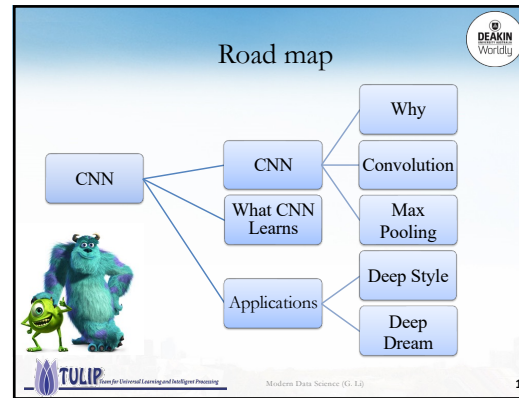 Road map
DEAKIN
Worldly
CNN
CNN
What CNN
Learns
Applications
Why
Convolution
Max
Pooling
Deep Style
Deep
Dream
TULIP Team for Universal Learning and Intelligent Processing
Modern Data Science (G. Li)
1